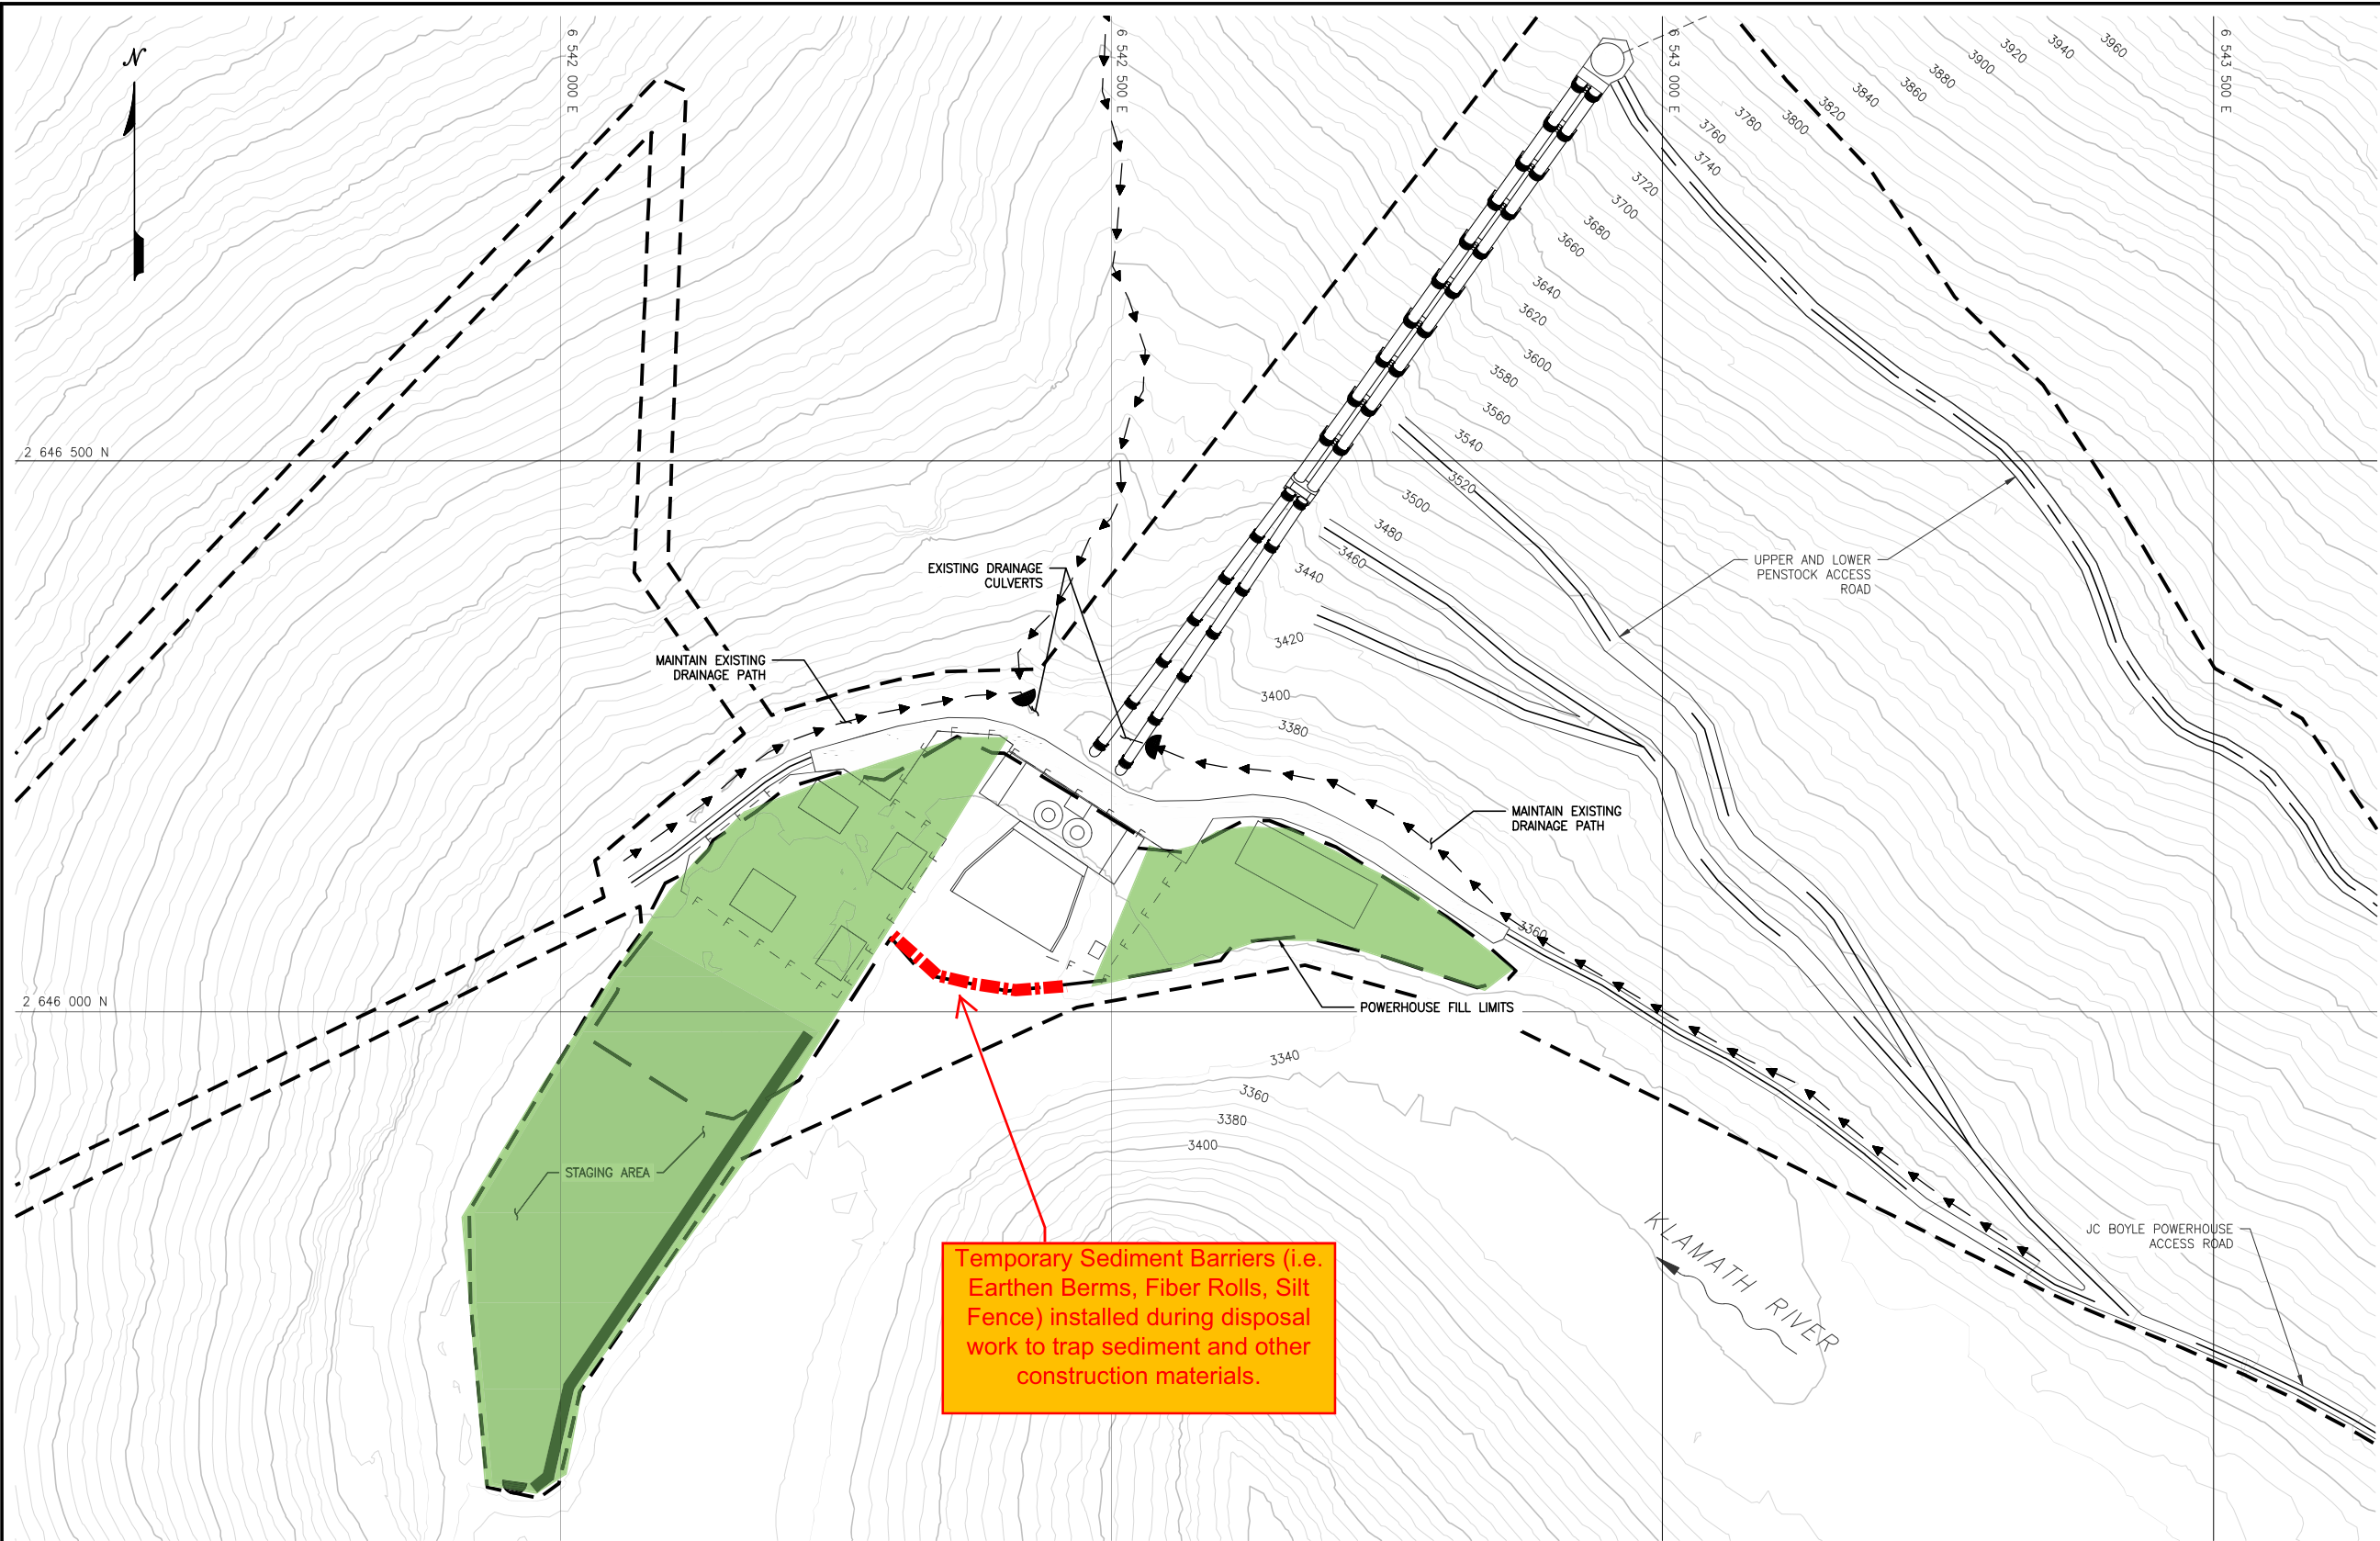 N
6 542 000 E
6 542 500 E
6 543 000 E
6 543 500 E
3960
3940
3920
3900
3880
3860
3840
3820
3800
3780
3760
3740
3720
3700
3680
3660
3640
3620
3600
3580
3560
3540
3520
3500
3480
3460
3440
3420
3400
3380
3360
2 646 500 N
EXISTING DRAINAGE
CULVERTS
UPPER AND LOWER
PENSTOCK ACCESS
ROAD
MAINTAIN EXISTING
DRAINAGE PATH
MAINTAIN EXISTING
DRAINAGE PATH
F F F F F F F F F F F F F F F F F F F F F F F F F
2 646 000 N
POWERHOUSE FILL LIMITS
3340
3360
3380
3400
STAGING AREA
KLAMATH RIVER
JC BOYLE POWERHOUSE
ACCESS ROAD
Temporary Sediment Barriers (i.e.
Earthen Berms, Fiber Rolls, Silt
Fence) installed during disposal
work to trap sediment and other
construction materials.